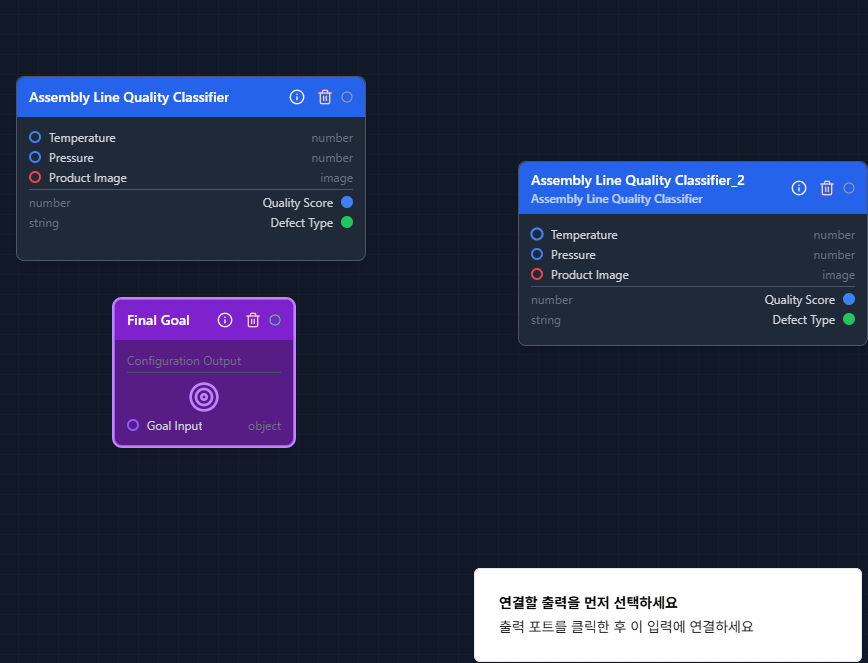 Assembly Line Quality Classifier
Temperature number
Pressure number
Product Image image
number Quality Score
string Defect Type
Assembly Line Quality Classifier_2
Assembly Line Quality Classifier
Temperature number
Pressure number
Product Image image
number Quality Score
string Defect Type
Final Goal
Configuration Output
Goal Input object
연결할 출력을 먼저 선택하세요
출력 포트를 클릭한 후 이 입력에 연결하세요